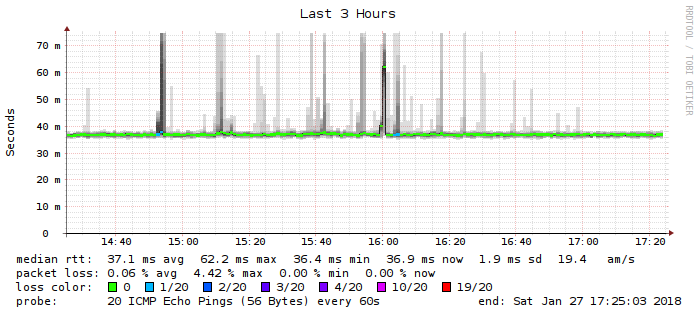 Last 3 Hours
RRDTOOL / TOBI OETIKER
Seconds
70 m
60 m
50 m
40 m
30 m
20 m
10 m
0
14:40 15:00 15:20 15:40 16:00 16:20 16:40 17:00 17:20
median rtt: 37.1 ms avg 62.2 ms max 36.4 ms min 36.9 ms now 1.9 ms sd 19.4 am/s
packet loss: 0.06 % avg 4.42 % max 0.00 % min 0.00 % now
loss color: 0 1/20 2/20 3/20 4/20 10/20 19/20
probe: 20 ICMP Echo Pings (56 Bytes) every 60s end: Sat Jan 27 17:25:03 2018